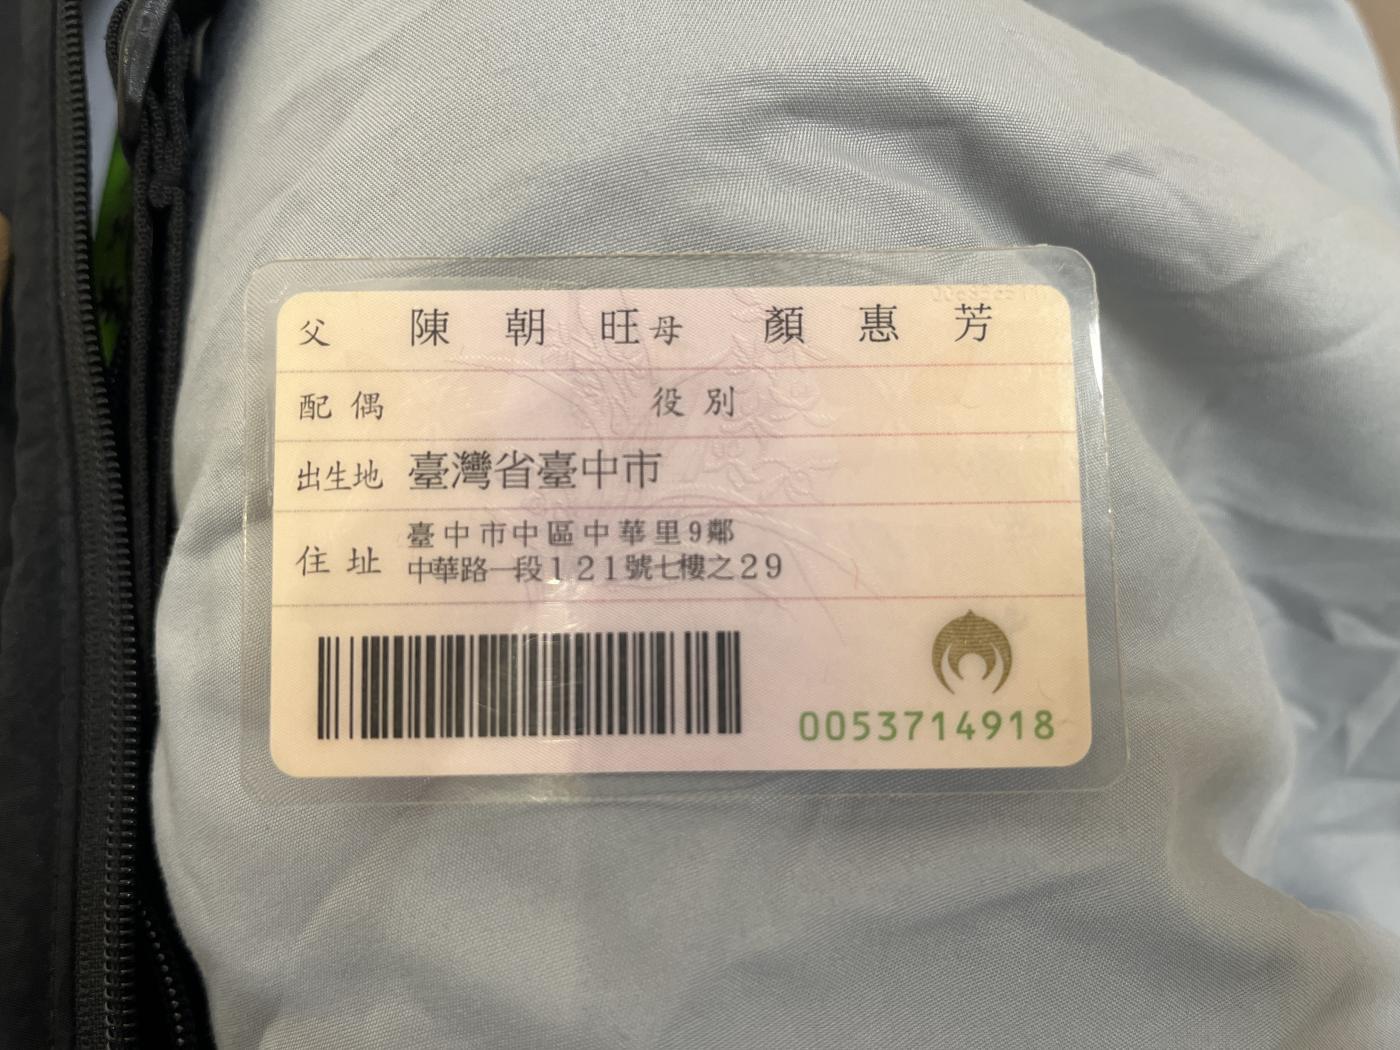 父 陳朝旺 母 顏惠芳
配偶 役別
出生地 臺灣省臺中市
住址 臺中市中區中華里9鄰
中華路一段121號七樓之29
0053714918